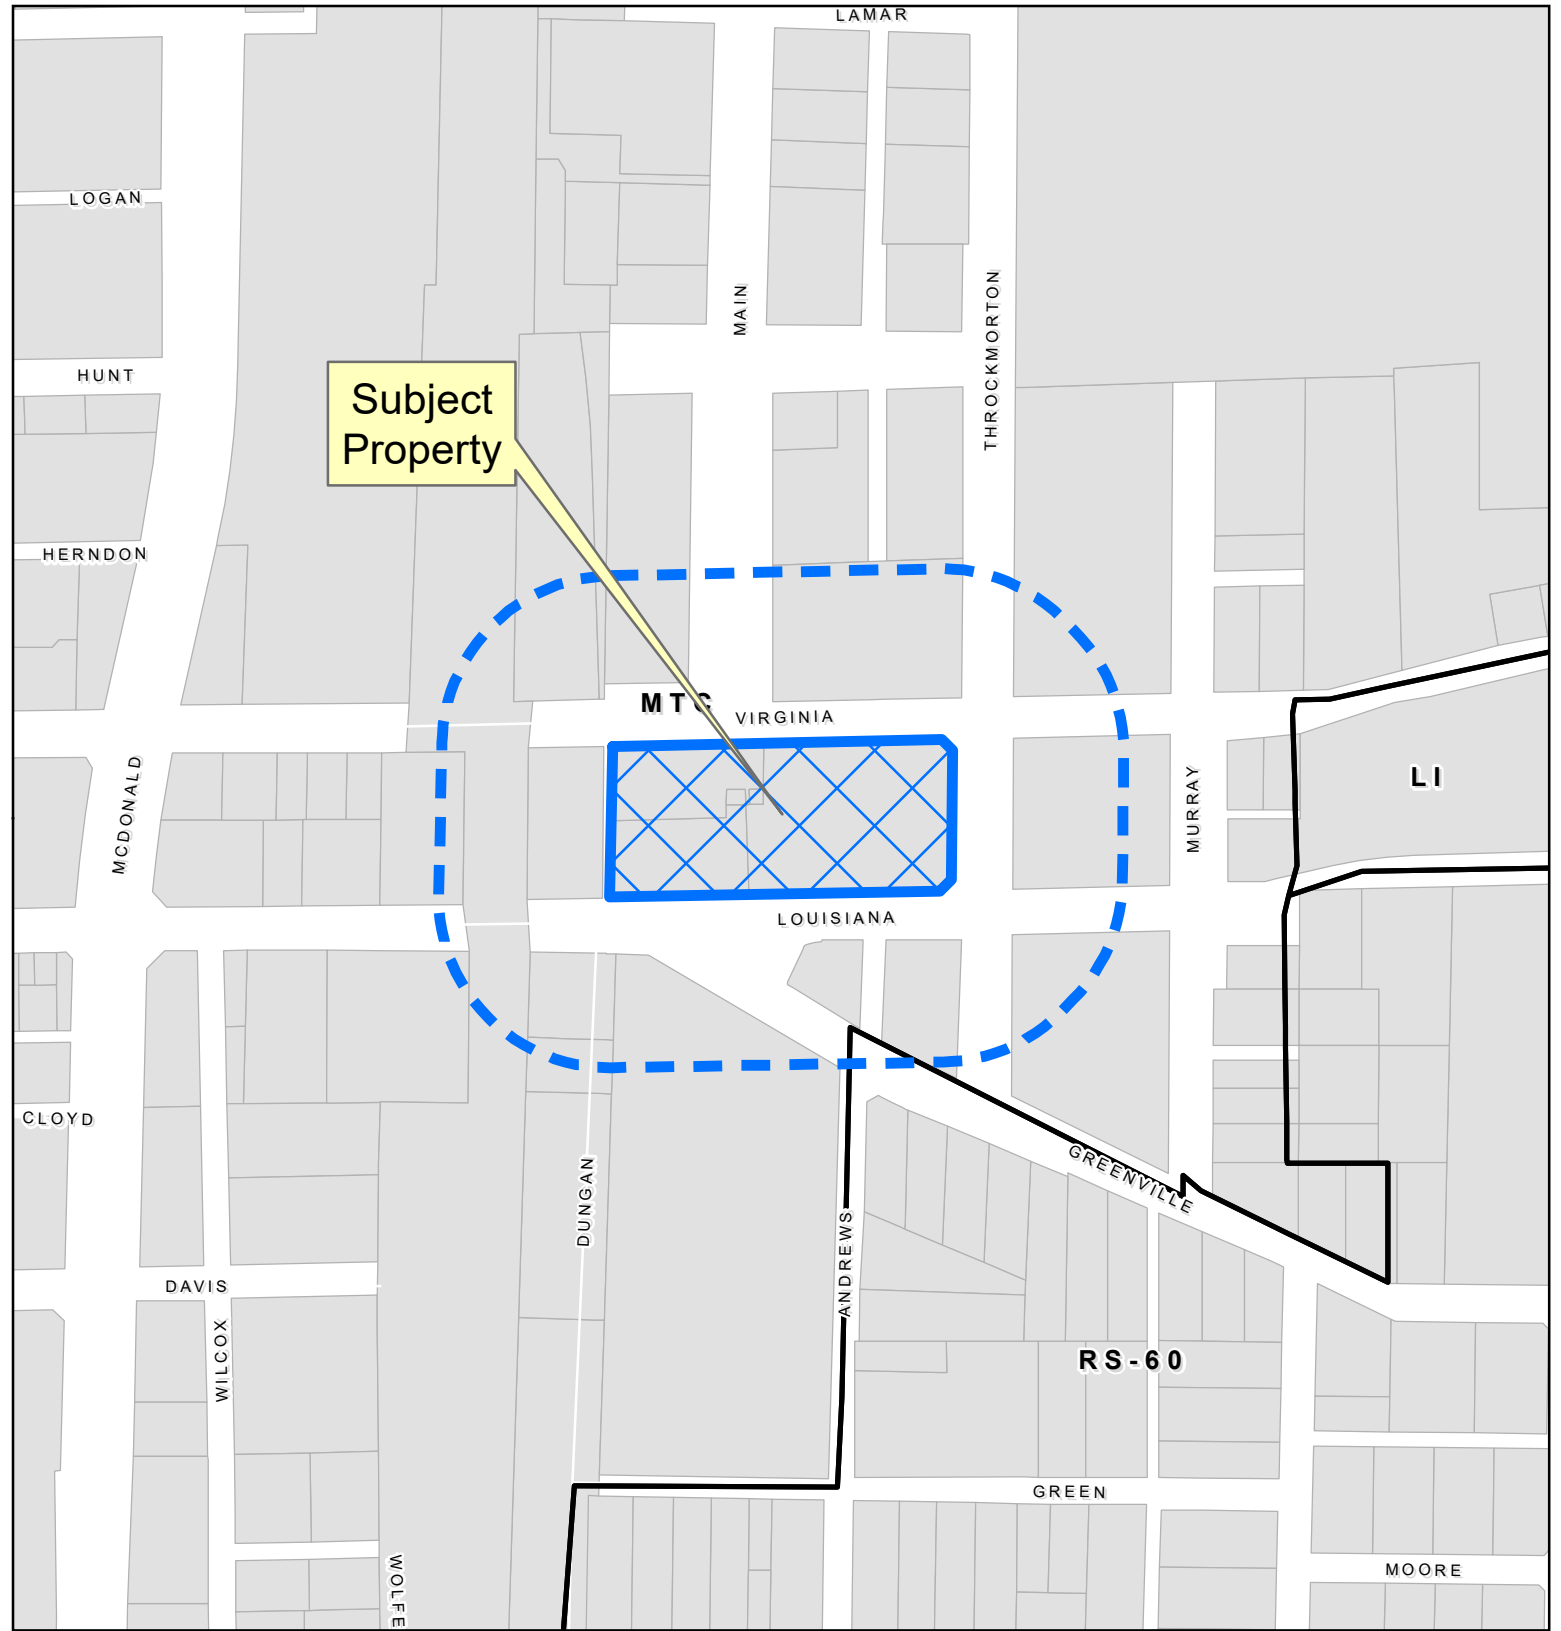 LAMAR
LOGAN
MAIN
THROCKMORTON
HUNT
Subject
Property
HERNDON
MTC
VIRGINIA
MCDONALD
MURRAY
LI
LOUISIANA
CLOYD
DUNGAN
GREENVILLE
ANDREWS
DAVIS
WILCOX
RS-60
GREEN
WOLFE
MOORE